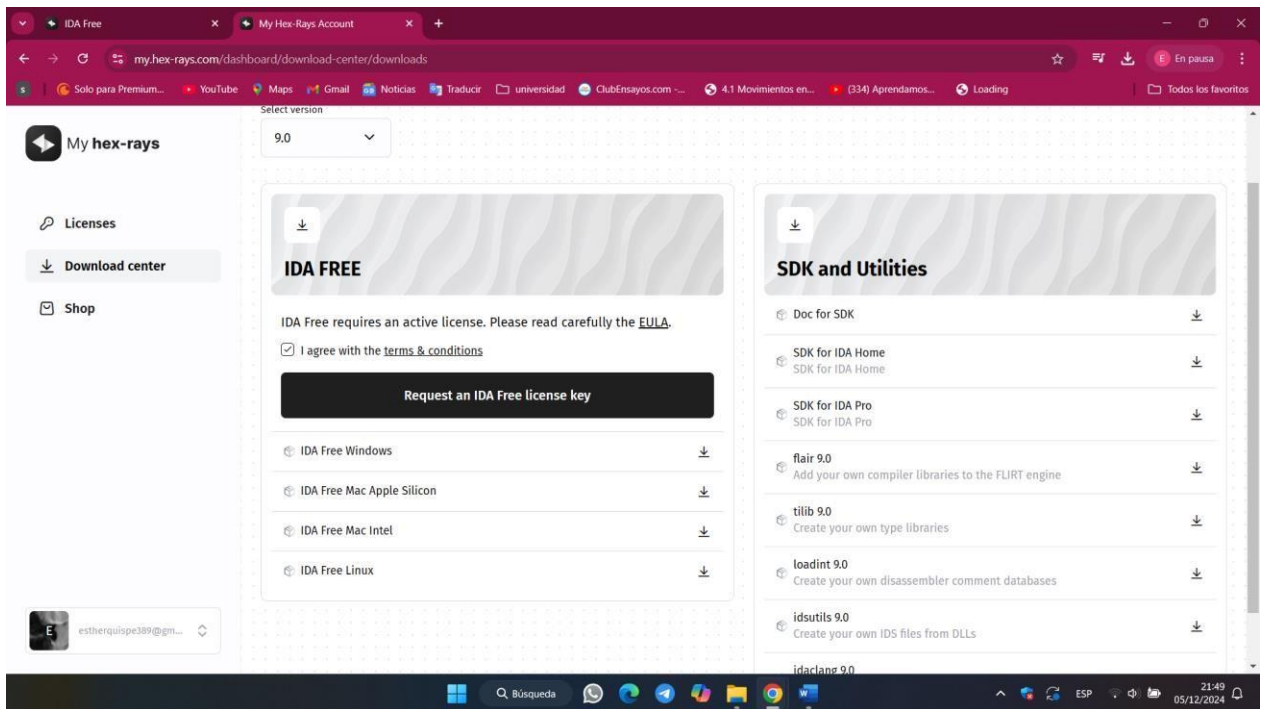 IDA Free
My Hex-Rays Account
my.hex-rays.com/dashboard/download-center/downloads
E En pausa
s Solo para Premium... YouTube Maps Gmail Noticias Traducir universidad ClubEnsayos.com -... 4.1 Movimientos en... (334) Aprendamos... Loading Todos los favoritos
My hex-rays
Licenses
Download center
Shop
E estherquispe389@gm...
Select version
9.0
IDA FREE
IDA Free requires an active license. Please read carefully the EULA.
I agree with the terms & conditions
Request an IDA Free license key
IDA Free Windows
IDA Free Mac Apple Silicon
IDA Free Mac Intel
IDA Free Linux
SDK and Utilities
Doc for SDK
SDK for IDA Home
SDK for IDA Home
SDK for IDA Pro
SDK for IDA Pro
flair 9.0
Add your own compiler libraries to the FLIRT engine
tilib 9.0
Create your own type libraries
loadint 9.0
Create your own disassembler comment databases
idsutils 9.0
Create your own IDS files from DLLs
idaclang 9.0
Búsqueda
ESP
21:49
05/12/2024